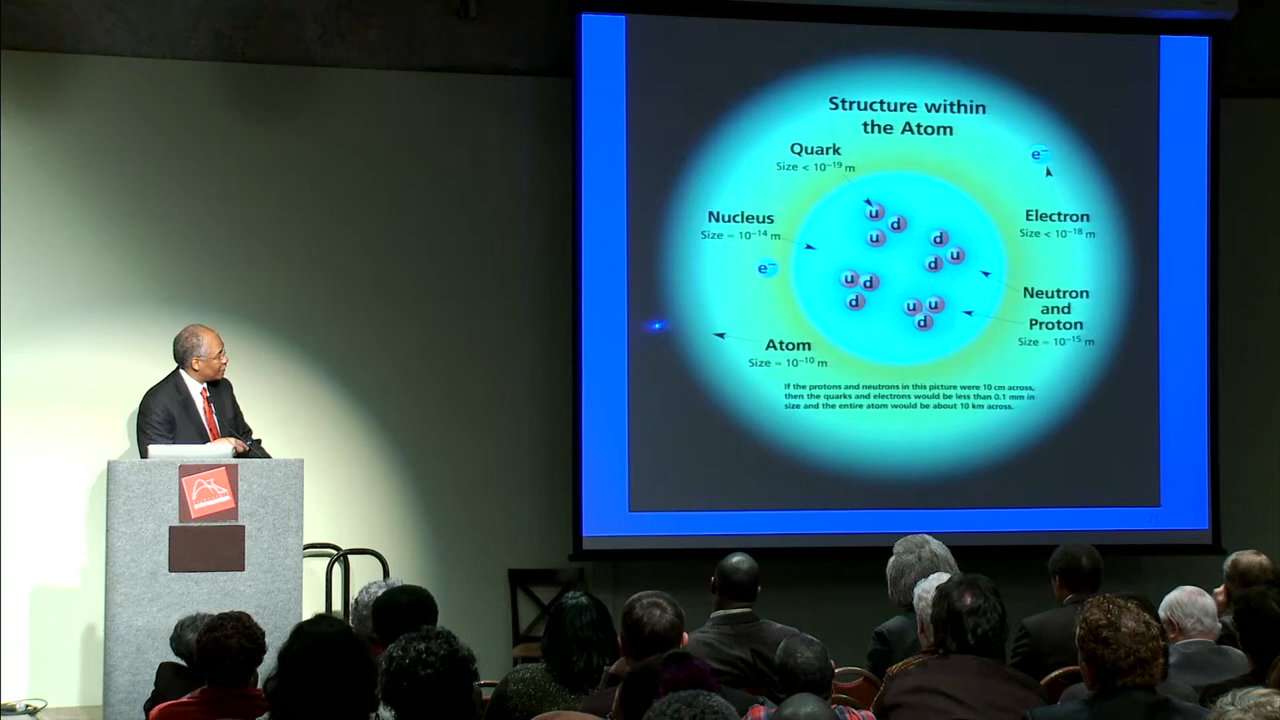 Structure within
the Atom
Quark
Size < 10⁻¹⁹ m
e⁻
u
d
u
d
u
d
Nucleus
Size ~ 10⁻¹⁴ m
Electron
Size < 10⁻¹⁸ m
e⁻
u
d
d
u
u
d
Neutron
and
Proton
Size ~ 10⁻¹⁵ m
Atom
Size ~ 10⁻¹⁰ m
If the protons and neutrons in this picture were 10 cm across,
then the quarks and electrons would be less than 0.1 mm in
size and the entire atom would be about 10 km across.